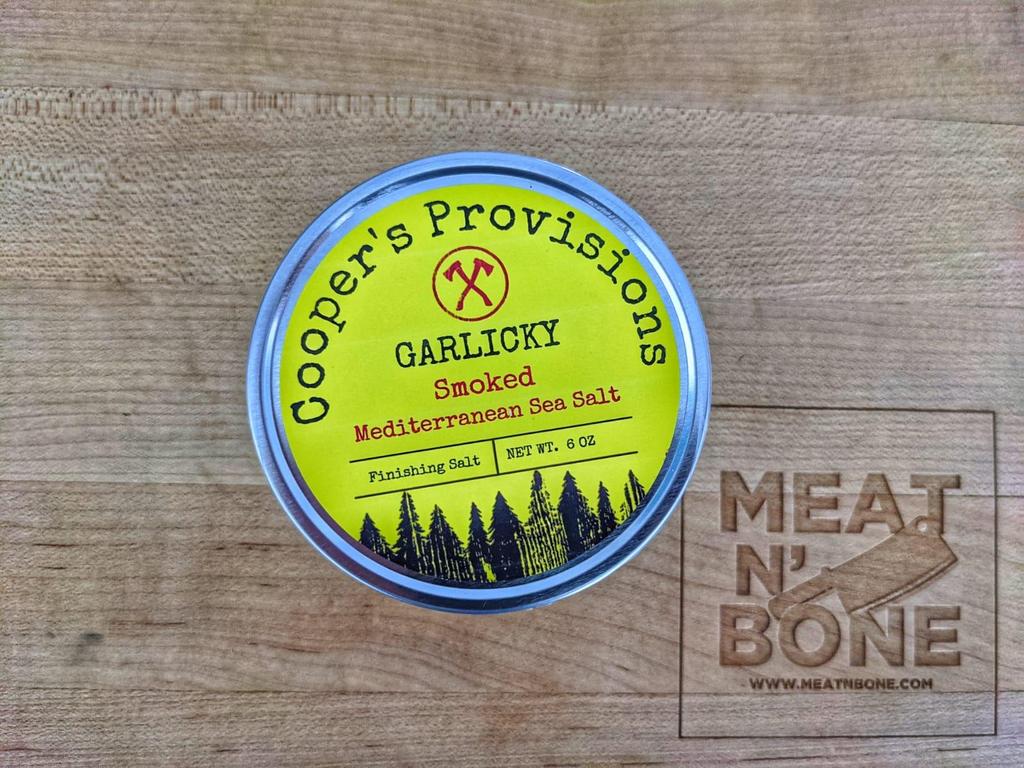 Cooper's Provisions
GARLICKY
Smoked
Mediterranean Sea Salt
Finishing Salt
NET WT. 6 OZ
MEAT
N'
BONE
WWW.MEATNBONE.COM